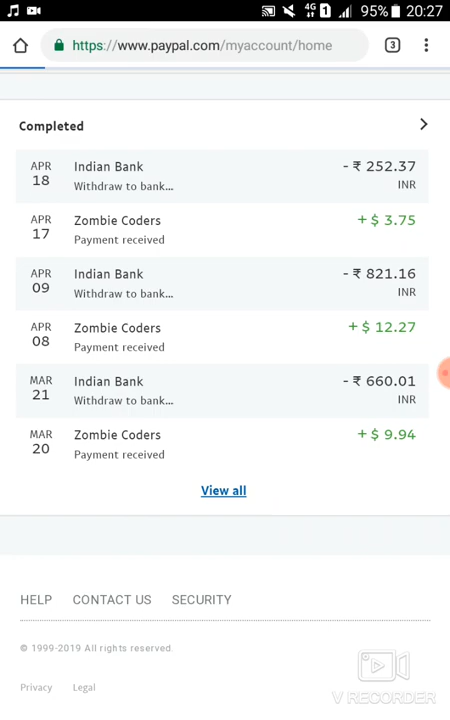 4G 1 95% 20:27
https://www.paypal.com/myaccount/home 3
Completed
APR 18 Indian Bank - ₹ 252.37
Withdraw to bank... INR
APR 17 Zombie Coders + $ 3.75
Payment received
APR 09 Indian Bank - ₹ 821.16
Withdraw to bank... INR
APR 08 Zombie Coders + $ 12.27
Payment received
MAR 21 Indian Bank - ₹ 660.01
Withdraw to bank... INR
MAR 20 Zombie Coders + $ 9.94
Payment received
View all
HELP CONTACT US SECURITY
© 1999-2019 All rights reserved.
Privacy Legal
V RECORDER